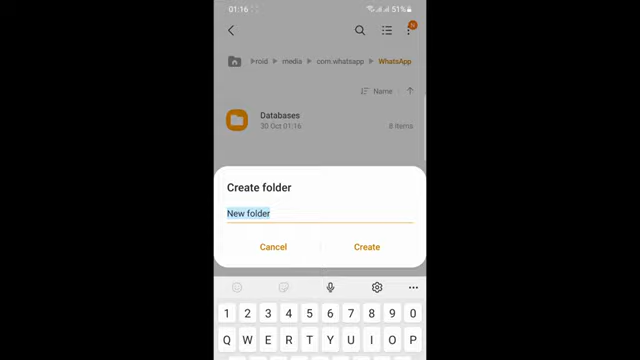 01:16 51%
roid media com.whatsapp WhatsApp
Name
Databases
30 Oct 01:16 8 items
Create folder
New folder
Cancel Create
1 2 3 4 5 6 7 8 9 0
Q W E R T Y U I O P